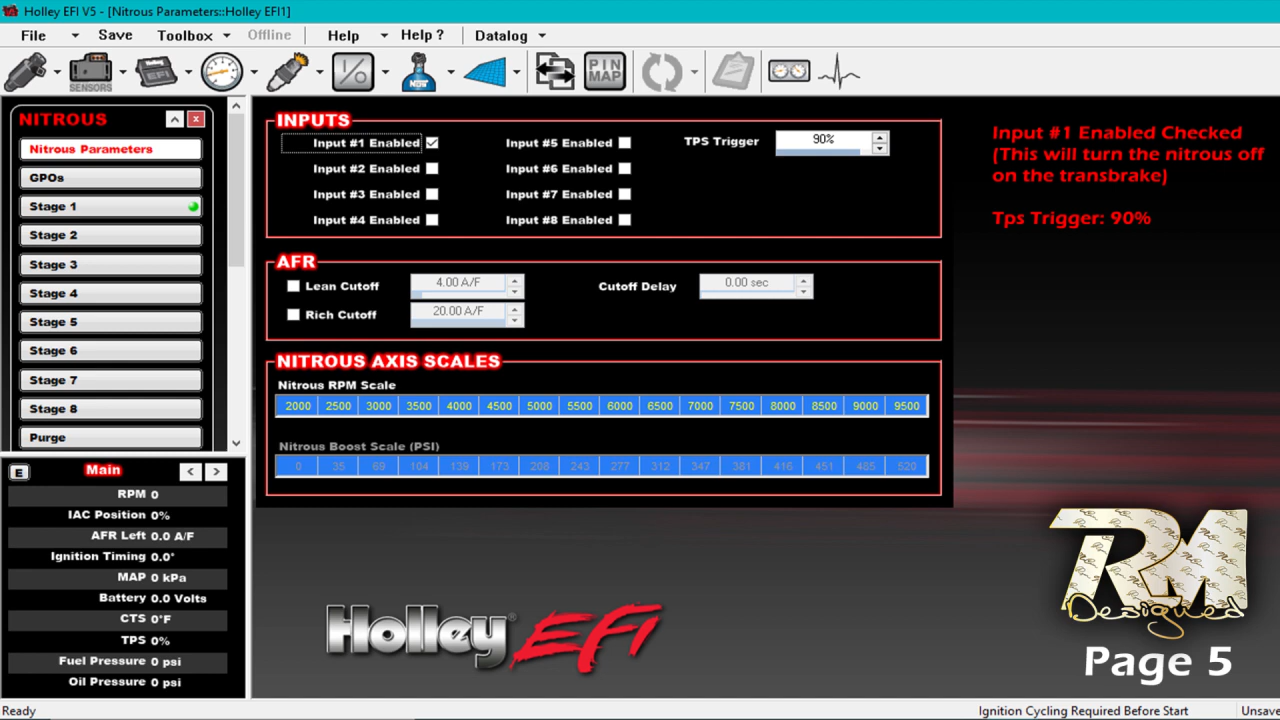 Holley EFI V5 - [Nitrous Parameters::Holley EFI1]
File Save Toolbox Offline Help Help ? Datalog
SENSORS
EFI
I/O
NOT
PIN
MAP
NITROUS
Nitrous Parameters
GPOs
Stage 1
Stage 2
Stage 3
Stage 4
Stage 5
Stage 6
Stage 7
Stage 8
Purge
E Main < >
RPM 0
IAC Position 0%
AFR Left 0.0 A/F
Ignition Timing 0.0°
MAP 0 kPa
Battery 0.0 Volts
CTS 0°F
TPS 0%
Fuel Pressure 0 psi
Oil Pressure 0 psi
INPUTS
Input #1 Enabled Input #5 Enabled TPS Trigger 90%
Input #2 Enabled Input #6 Enabled
Input #3 Enabled Input #7 Enabled
Input #4 Enabled Input #8 Enabled
AFR
Lean Cutoff 4.00 A/F Cutoff Delay 0.00 sec
Rich Cutoff 20.00 A/F
NITROUS AXIS SCALES
Nitrous RPM Scale
2000 2500 3000 3500 4000 4500 5000 5500 6000 6500 7000 7500 8000 8500 9000 9500
Nitrous Boost Scale (PSI)
0 35 69 104 139 173 208 243 277 312 347 381 416 451 485 520
Input #1 Enabled Checked
(This will turn the nitrous off
on the transbrake)
Tps Trigger: 90%
Holley® EFI
RM
Designed
Page 5
Ready Ignition Cycling Required Before Start Unsave